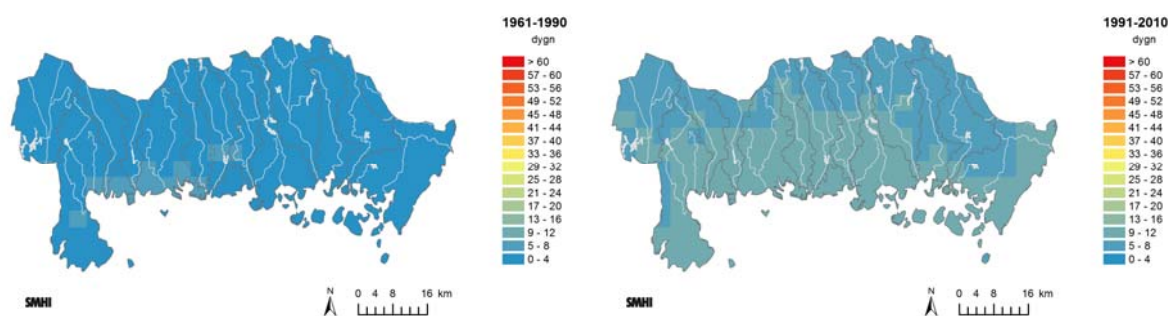 1961-1990
dygn
> 60
57 - 60
53 - 56
49 - 52
45 - 48
41 - 44
37 - 40
33 - 36
29 - 32
25 - 28
21 - 24
17 - 20
13 - 16
9 - 12
5 - 8
0 - 4
SMHI
N
0 4 8 16 km
1991-2010
dygn
> 60
57 - 60
53 - 56
49 - 52
45 - 48
41 - 44
37 - 40
33 - 36
29 - 32
25 - 28
21 - 24
17 - 20
13 - 16
9 - 12
5 - 8
0 - 4
SMHI
N
0 4 8 16 km